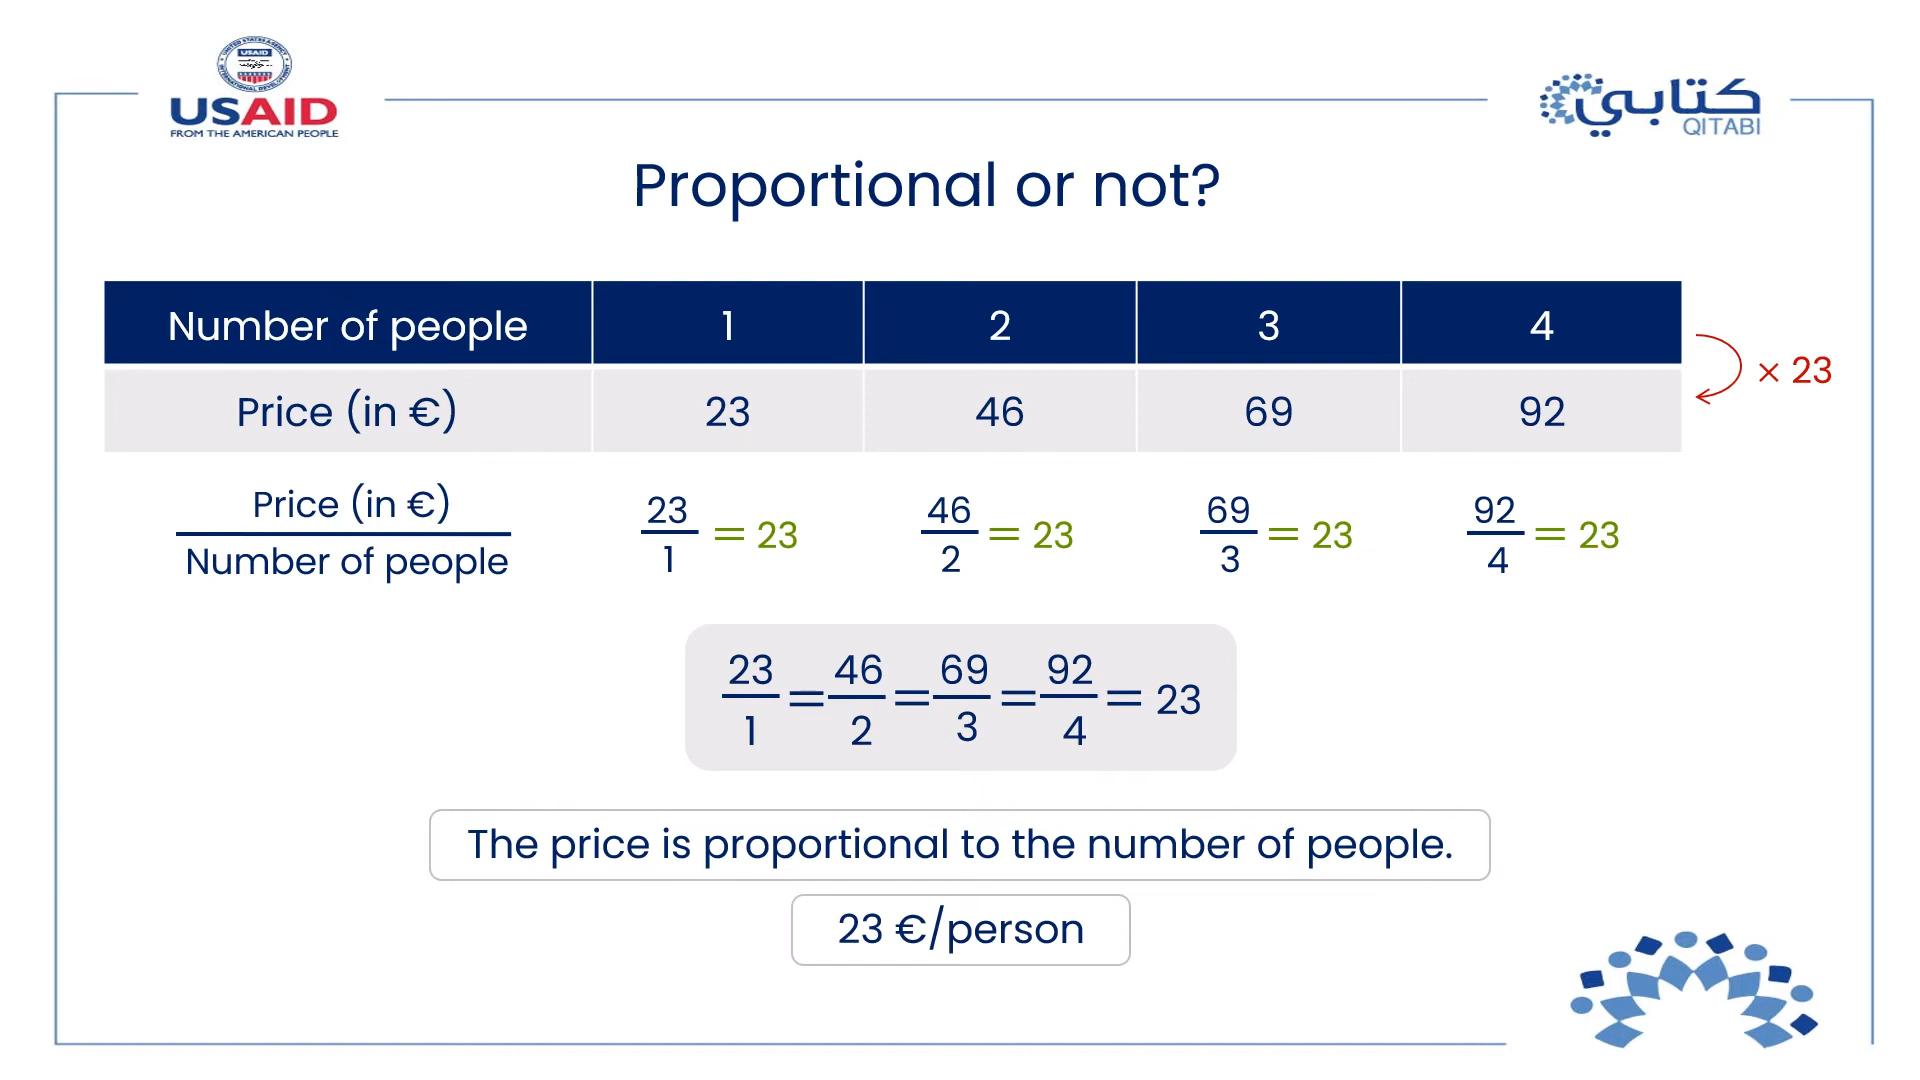 USAID
USAID
FROM THE AMERICAN PEOPLE
كتابي
QITABI
Proportional or not?
Number of people 1 2 3 4
× 23
Price (in €) 23 46 69 92
Price (in €) / Number of people 23/1 = 23 46/2 = 23 69/3 = 23 92/4 = 23
23/1 = 46/2 = 69/3 = 92/4 = 23
The price is proportional to the number of people.
23 €/person